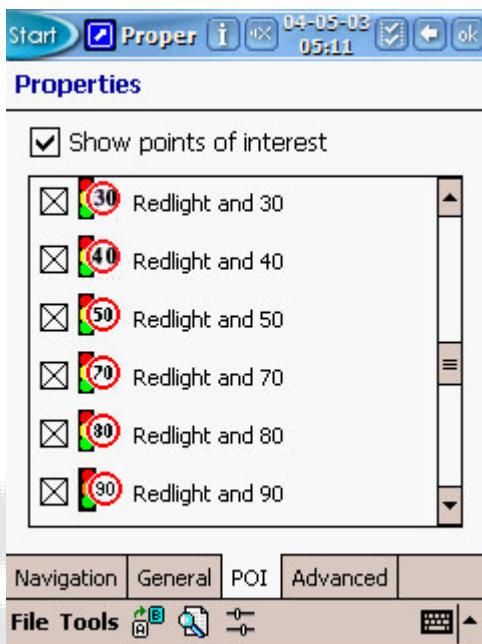 Start Proper 04-05-03 05:11 ok
Properties
Show points of interest
30 Redlight and 30
40 Redlight and 40
50 Redlight and 50
70 Redlight and 70
80 Redlight and 80
90 Redlight and 90
Navigation General POI Advanced
File Tools A B